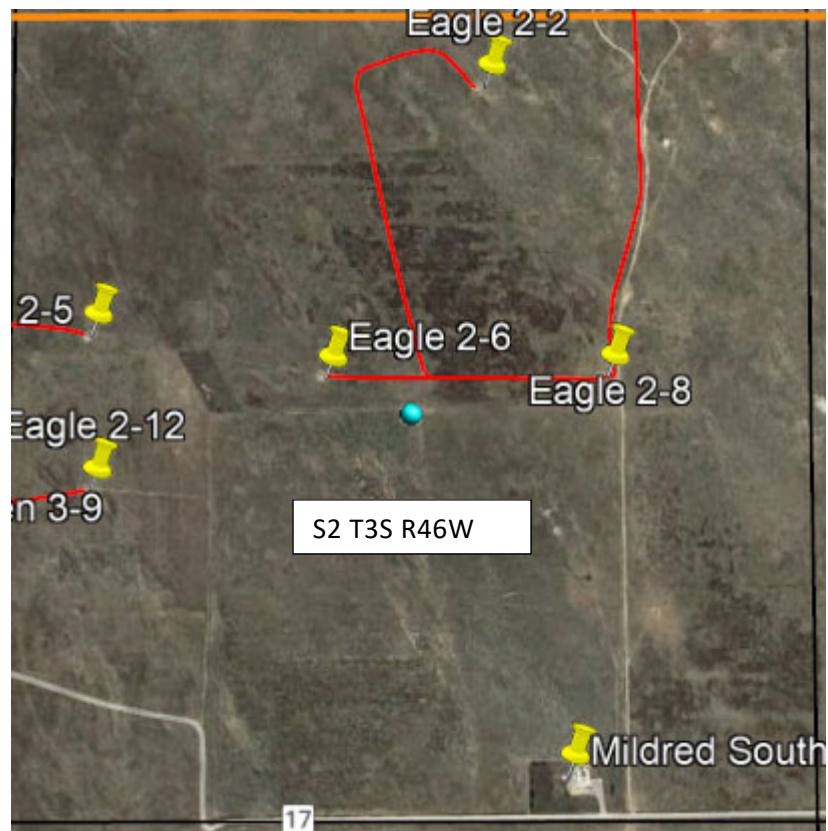 Eagle 2-2
2-5
Eagle 2-6
Eagle 2-8
Eagle 2-12
en 3-9
S2 T3S R46W
Mildred South
17